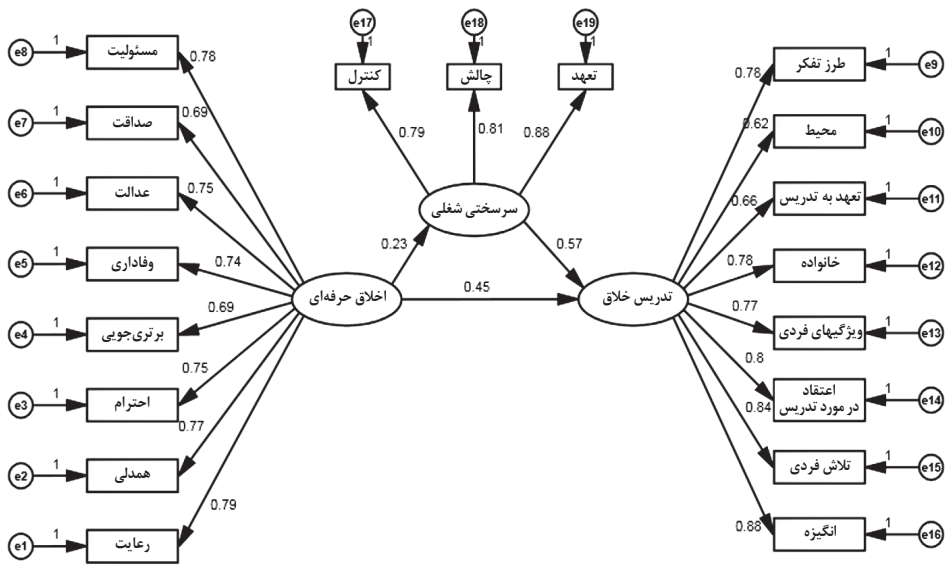 e17
e18
e19
1
1
1
کنترل
چالش
تعهد
0.79
0.81
0.88
سرسختی شغلی
e8
1
مسئولیت
0.78
e7
1
صداقت
0.69
e6
1
عدالت
0.75
e5
1
وفاداری
0.74
e4
1
برتری‌جویی
0.69
e3
1
احترام
0.75
e2
1
همدلی
0.77
e1
1
رعایت
0.79
اخلاق حرفه‌ای
0.23
0.45
0.57
تدریس خلاق
0.78
طرز تفکر
1
e9
0.62
محیط
1
e10
0.66
تعهد به تدریس
1
e11
0.78
خانواده
1
e12
0.77
ویژگیهای فردی
1
e13
0.8
اعتقاد
در مورد تدریس
1
e14
0.84
تلاش فردی
1
e15
0.88
انگیزه
1
e16